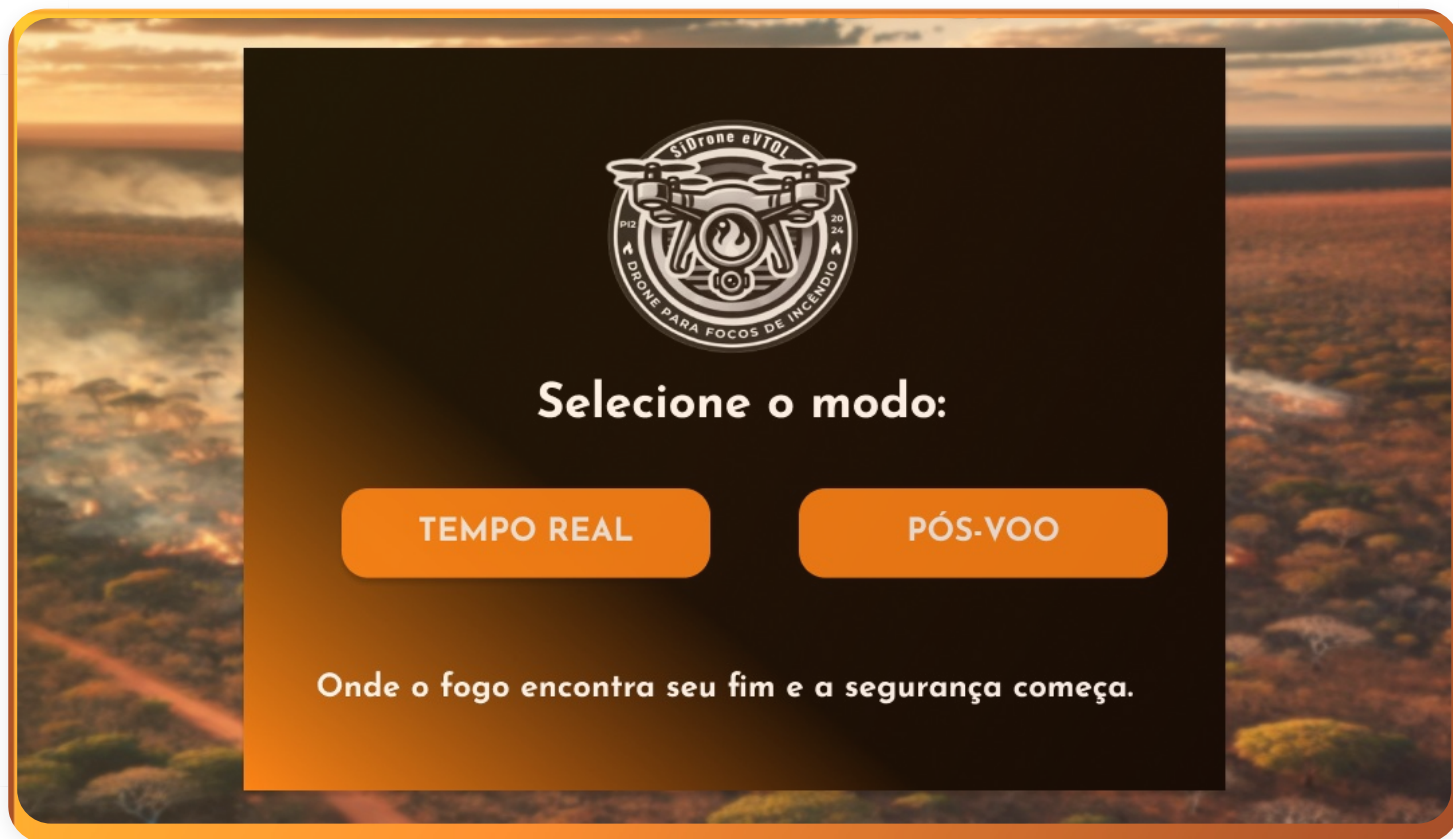 SiDrone eVTOL
PI2
20
24
DRONE PARA FOCOS DE INCÊNDIO
Selecione o modo:
TEMPO REAL
PÓS-VOO
Onde o fogo encontra seu fim e a segurança começa.